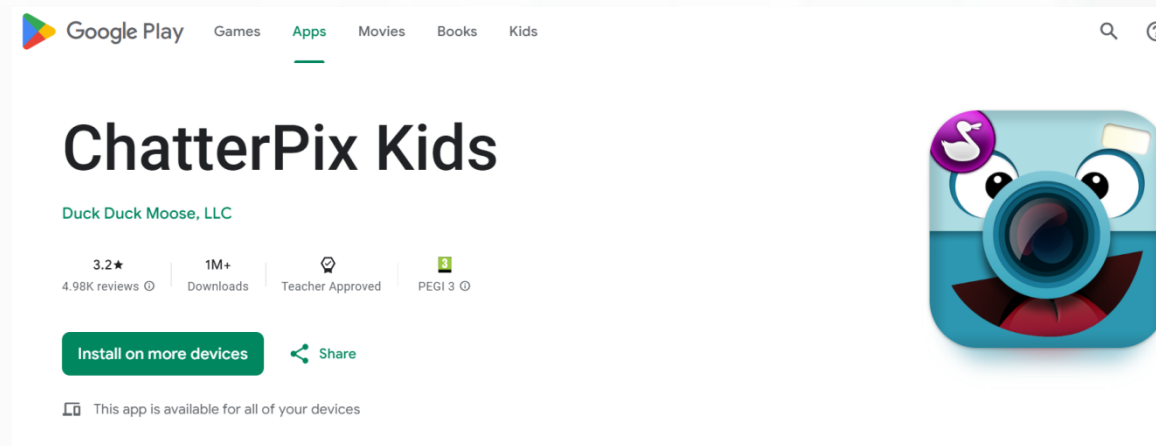 Google Play Games Apps Movies Books Kids
ChatterPix Kids
Duck Duck Moose, LLC
3.2★ 1M+ 3
4.98K reviews Downloads Teacher Approved PEGI 3
Install on more devices Share
This app is available for all of your devices